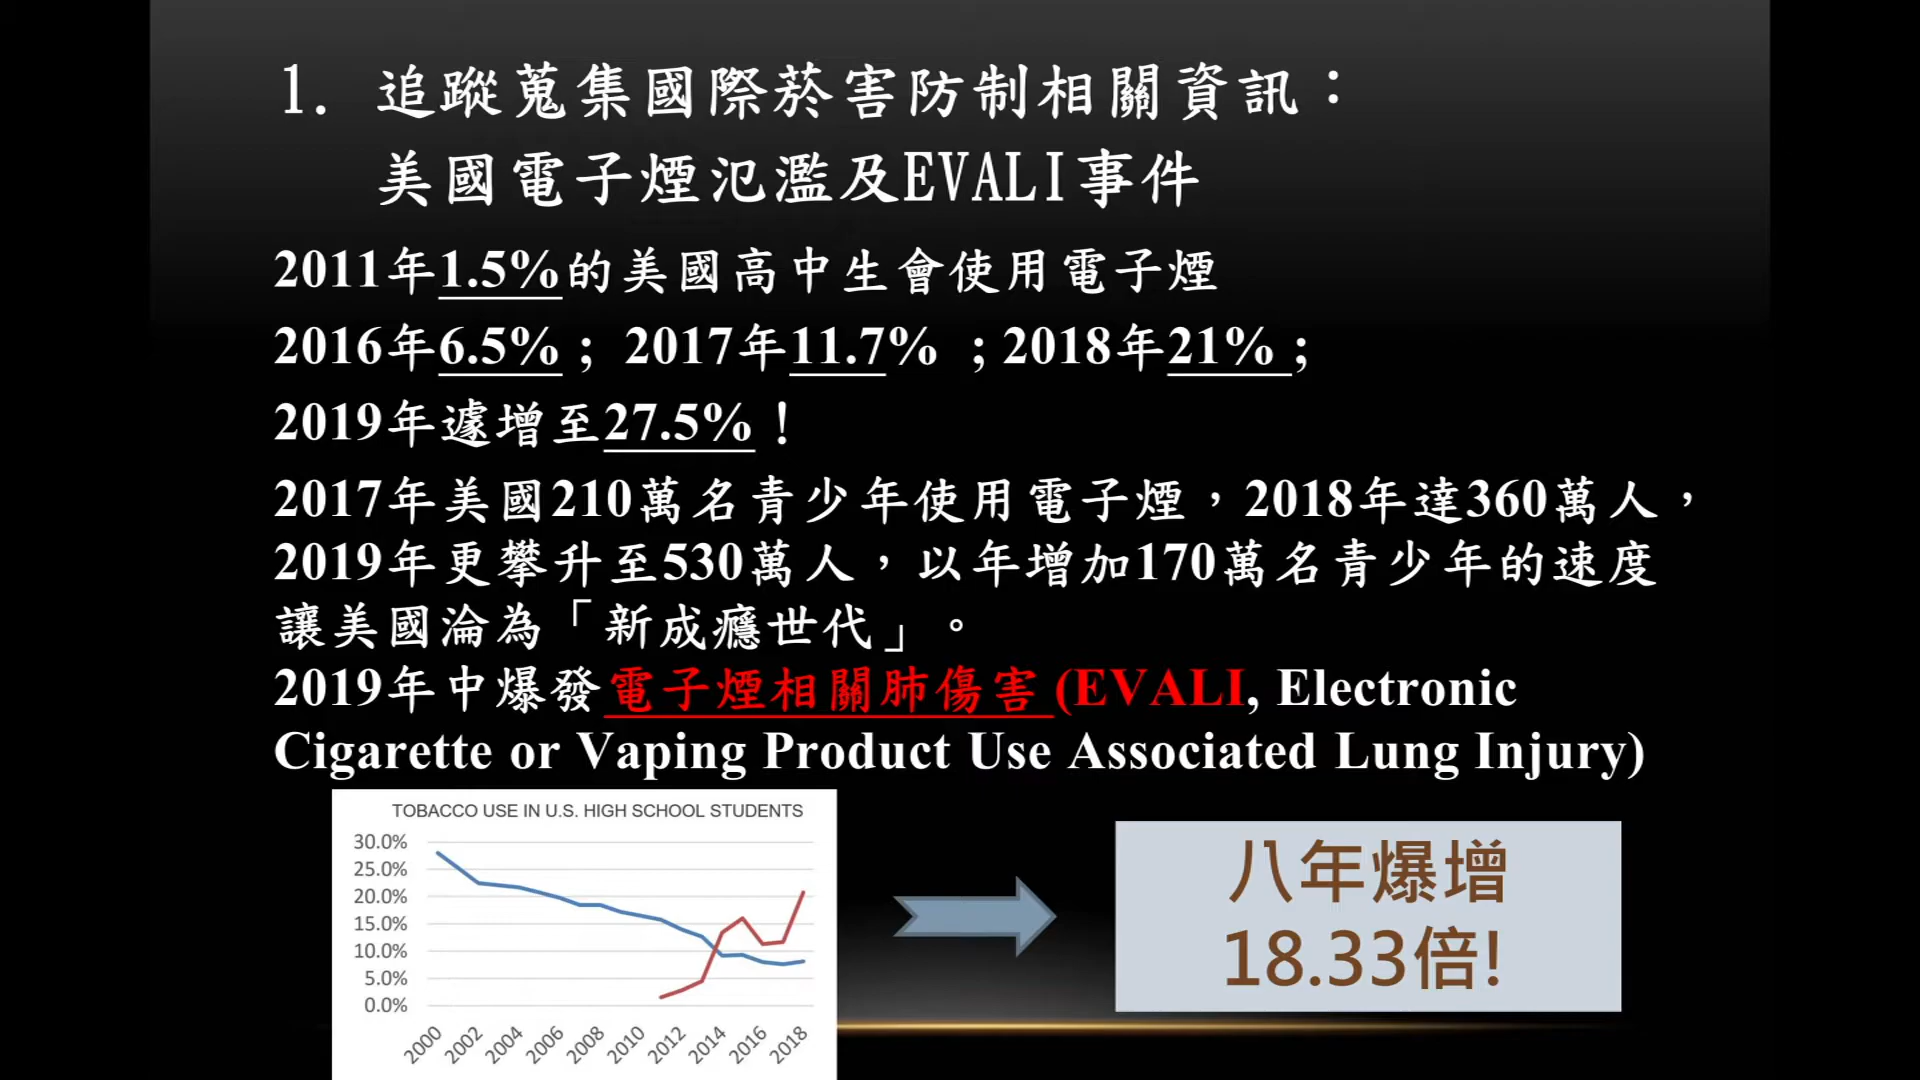 1. 追蹤蒐集國際菸害防制相關資訊：
美國電子煙氾濫及EVALI事件
2011年1.5%的美國高中生會使用電子煙
2016年6.5%；2017年11.7% ；2018年21% ；
2019年遽增至27.5%！
2017年美國210萬名青少年使用電子煙，2018年達360萬人，
2019年更攀升至530萬人，以年增加170萬名青少年的速度
讓美國淪為「新成癮世代」。
2019年中爆發電子煙相關肺傷害 (EVALI, Electronic
Cigarette or Vaping Product Use Associated Lung Injury)
TOBACCO USE IN U.S. HIGH SCHOOL STUDENTS
30.0%
25.0%
20.0%
15.0%
10.0%
5.0%
0.0%
2000 2002 2004 2006 2008 2010 2012 2014 2016 2018
八年爆增
18.33倍!